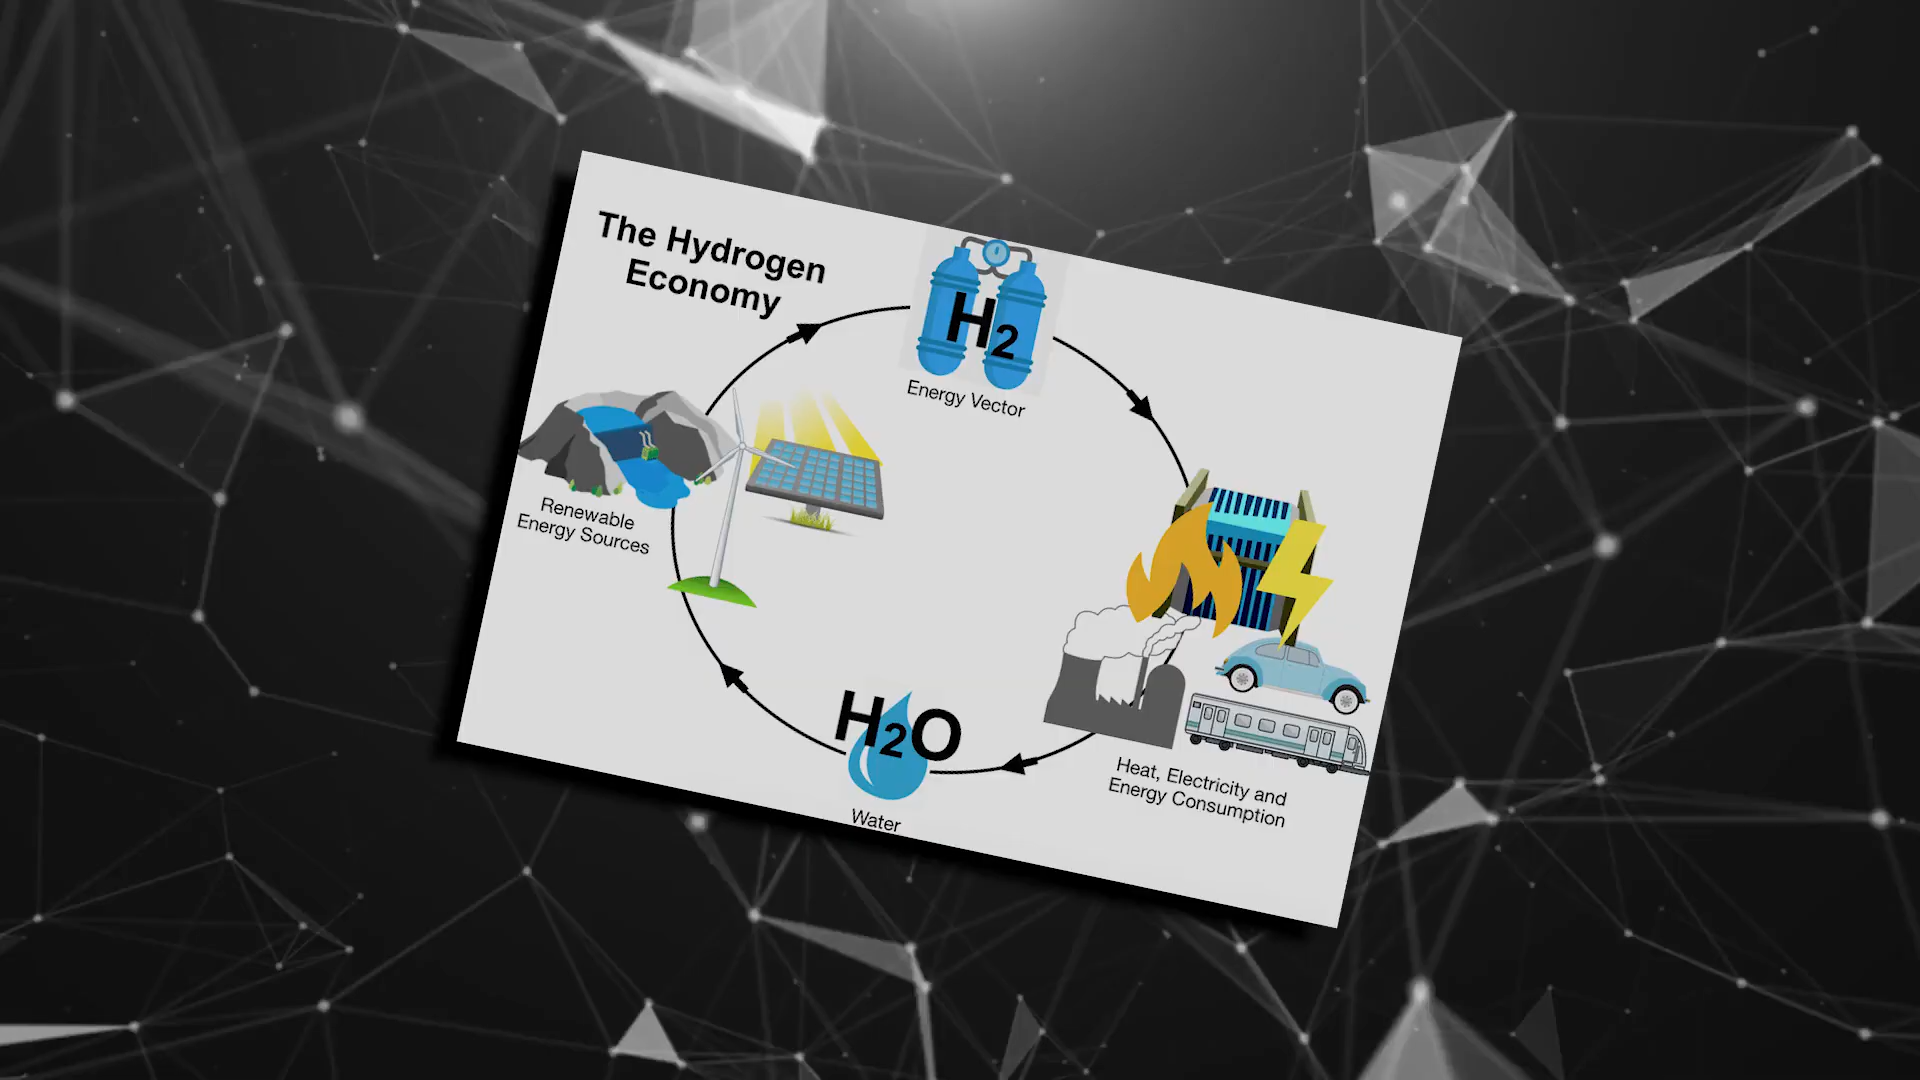 The Hydrogen
Economy
H2
Energy Vector
Renewable
Energy Sources
H2O
Water
Heat, Electricity and
Energy Consumption